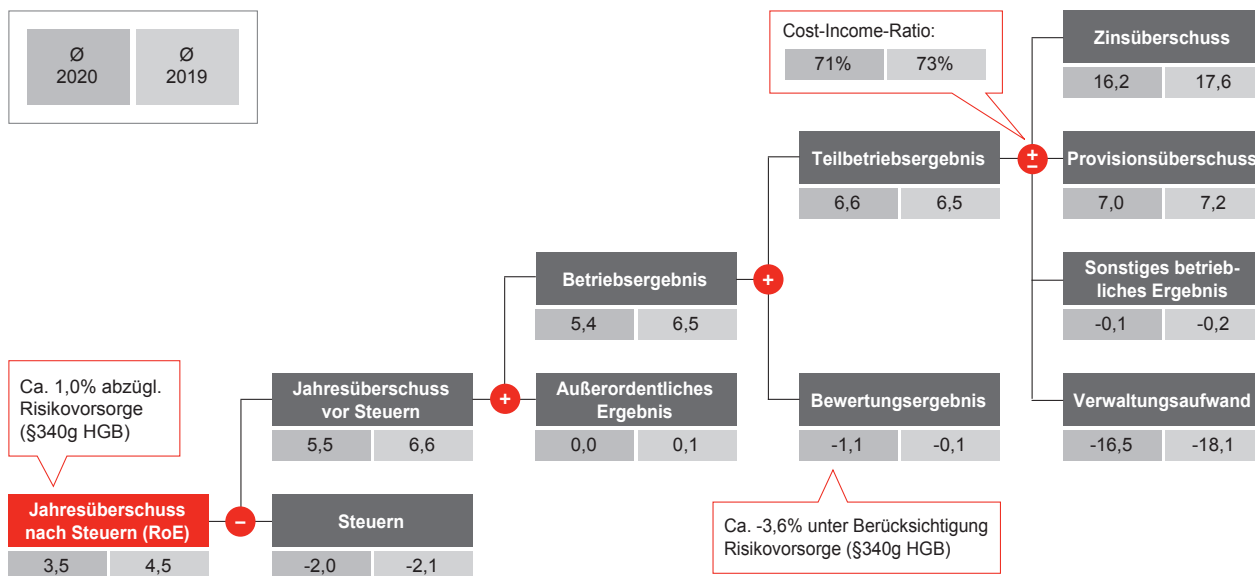 Ø Ø
2020 2019
Cost-Income-Ratio:
71% 73%
Zinsüberschuss
16,2 17,6
Teilbetriebsergebnis
6,6 6,5
+
–
Provisionsüberschuss
7,0 7,2
Betriebsergebnis
5,4 6,5
+
Sonstiges betrieb-
liches Ergebnis
-0,1 -0,2
Ca. 1,0% abzügl.
Risikovorsorge
(§340g HGB)
Jahresüberschuss
vor Steuern
5,5 6,6
+
Außerordentliches
Ergebnis
0,0 0,1
Bewertungsergebnis
-1,1 -0,1
Verwaltungsaufwand
-16,5 -18,1
Jahresüberschuss
nach Steuern (RoE)
3,5 4,5
–
Steuern
-2,0 -2,1
Ca. -3,6% unter Berücksichtigung
Risikovorsorge (§340g HGB)